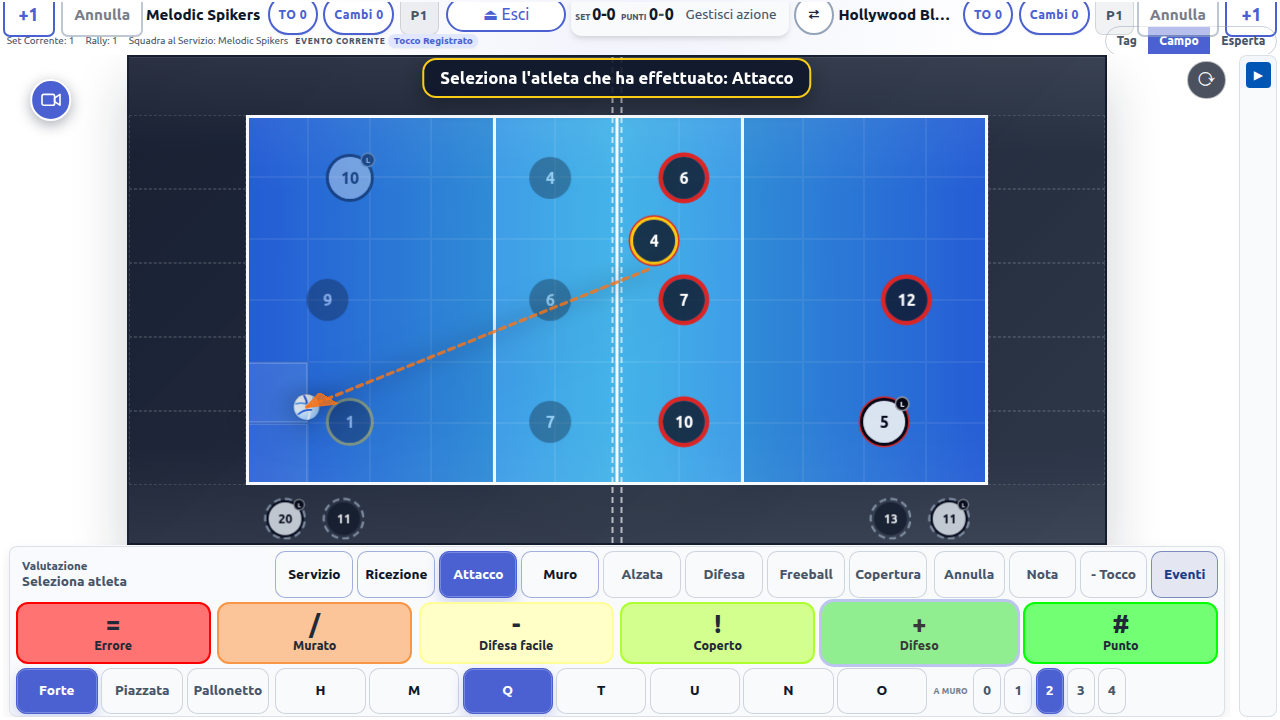 +1 Annulla Melodic Spikers TO 0 Cambi 0 P1 ⏏ Esci SET 0-0 PUNTI 0-0 Gestisci azione ⇄ Hollywood Bl... TO 0 Cambi 0 P1 Annulla +1
Set Corrente: 1 Rally: 1 Squadra al Servizio: Melodic Spikers EVENTO CORRENTE Tocco Registrato Tag Campo Esperta
Seleziona l'atleta che ha effettuato: Attacco
L
10 4 6
4
9 6 7 12
L
1 7 10 5
L L
20 11 13 11
Valutazione
Seleziona atleta
Servizio Ricezione Attacco Muro Alzata Difesa Freeball Copertura Annulla Nota - Tocco Eventi
= / - ! + #
Errore Murato Difesa facile Coperto Difeso Punto
Forte Piazzata Pallonetto H M Q T U N O A MURO 0 1 2 3 4